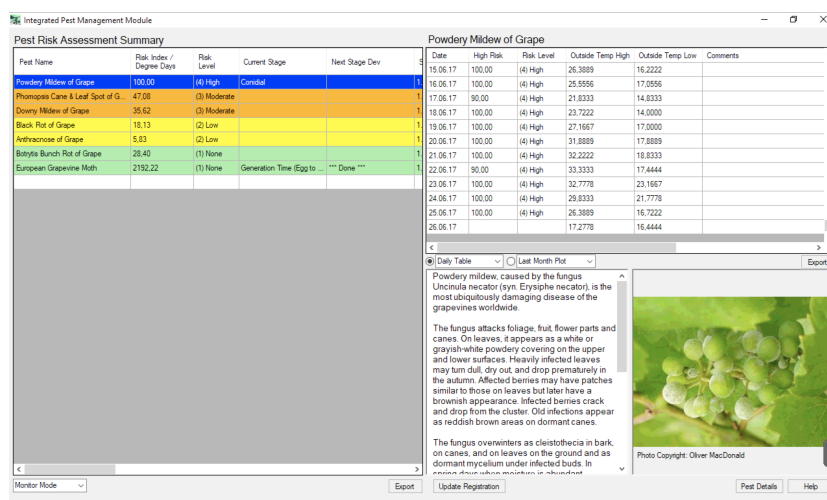 Integrated Pest Management Module
Pest Risk Assessment Summary
Pest Name Risk Index / Degree Days Risk Level Current Stage Next Stage Dev S
Powdery Mildew of Grape 100,00 (4) High Conidial 1.
Phomopsis Cane & Leaf Spot of G... 47,08 (3) Moderate 1.
Downy Mildew of Grape 35,62 (3) Moderate 1.
Black Rot of Grape 18,13 (2) Low 1.
Anthracnose of Grape 5,83 (2) Low 1.
Botrytis Bunch Rot of Grape 28,40 (1) None 1.
European Grapevine Moth 2192,22 (1) None Generation Time (Egg to ... *** Done *** 1.
Monitor Mode Export
Powdery Mildew of Grape
Date High Risk Risk Level Outside Temp High Outside Temp Low Comments
15.06.17 100,00 (4) High 26,3889 16,2222
16.06.17 100,00 (4) High 25,5556 17,0556
17.06.17 90,00 (4) High 21,8333 14,8333
18.06.17 100,00 (4) High 23,7222 14,0000
19.06.17 100,00 (4) High 27,1667 17,0000
20.06.17 100,00 (4) High 31,8889 17,8889
21.06.17 100,00 (4) High 32,2222 18,8333
22.06.17 90,00 (4) High 33,3333 17,4444
23.06.17 100,00 (4) High 32,7778 23,1667
24.06.17 100,00 (4) High 29,8333 21,7778
25.06.17 100,00 (4) High 26,3889 16,7222
26.06.17 17,2778 16,4444
Daily Table Last Month Plot Export
Powdery mildew, caused by the fungus
Uncinula necator (syn. Erysiphe necator), is the
most ubiquitously damaging disease of the
grapevines worldwide.
The fungus attacks foliage, fruit, flower parts and
canes. On leaves, it appears as a white or
grayish-white powdery covering on the upper
and lower surfaces. Heavily infected leaves
may turn dull, dry out, and drop prematurely in
the autumn. Affected berries may have patches
similar to those on leaves but later have a
brownish appearance. Infected berries crack
and drop from the cluster. Old infections appear
as reddish brown areas on dormant canes.
The fungus overwinters as cleistothecia in bark,
on canes, and on leaves on the ground and as
dormant mycelium under infected buds. In
spring days when moisture is abundant
Photo Copyright: Oliver MacDonald
Update Registration Pest Details Help